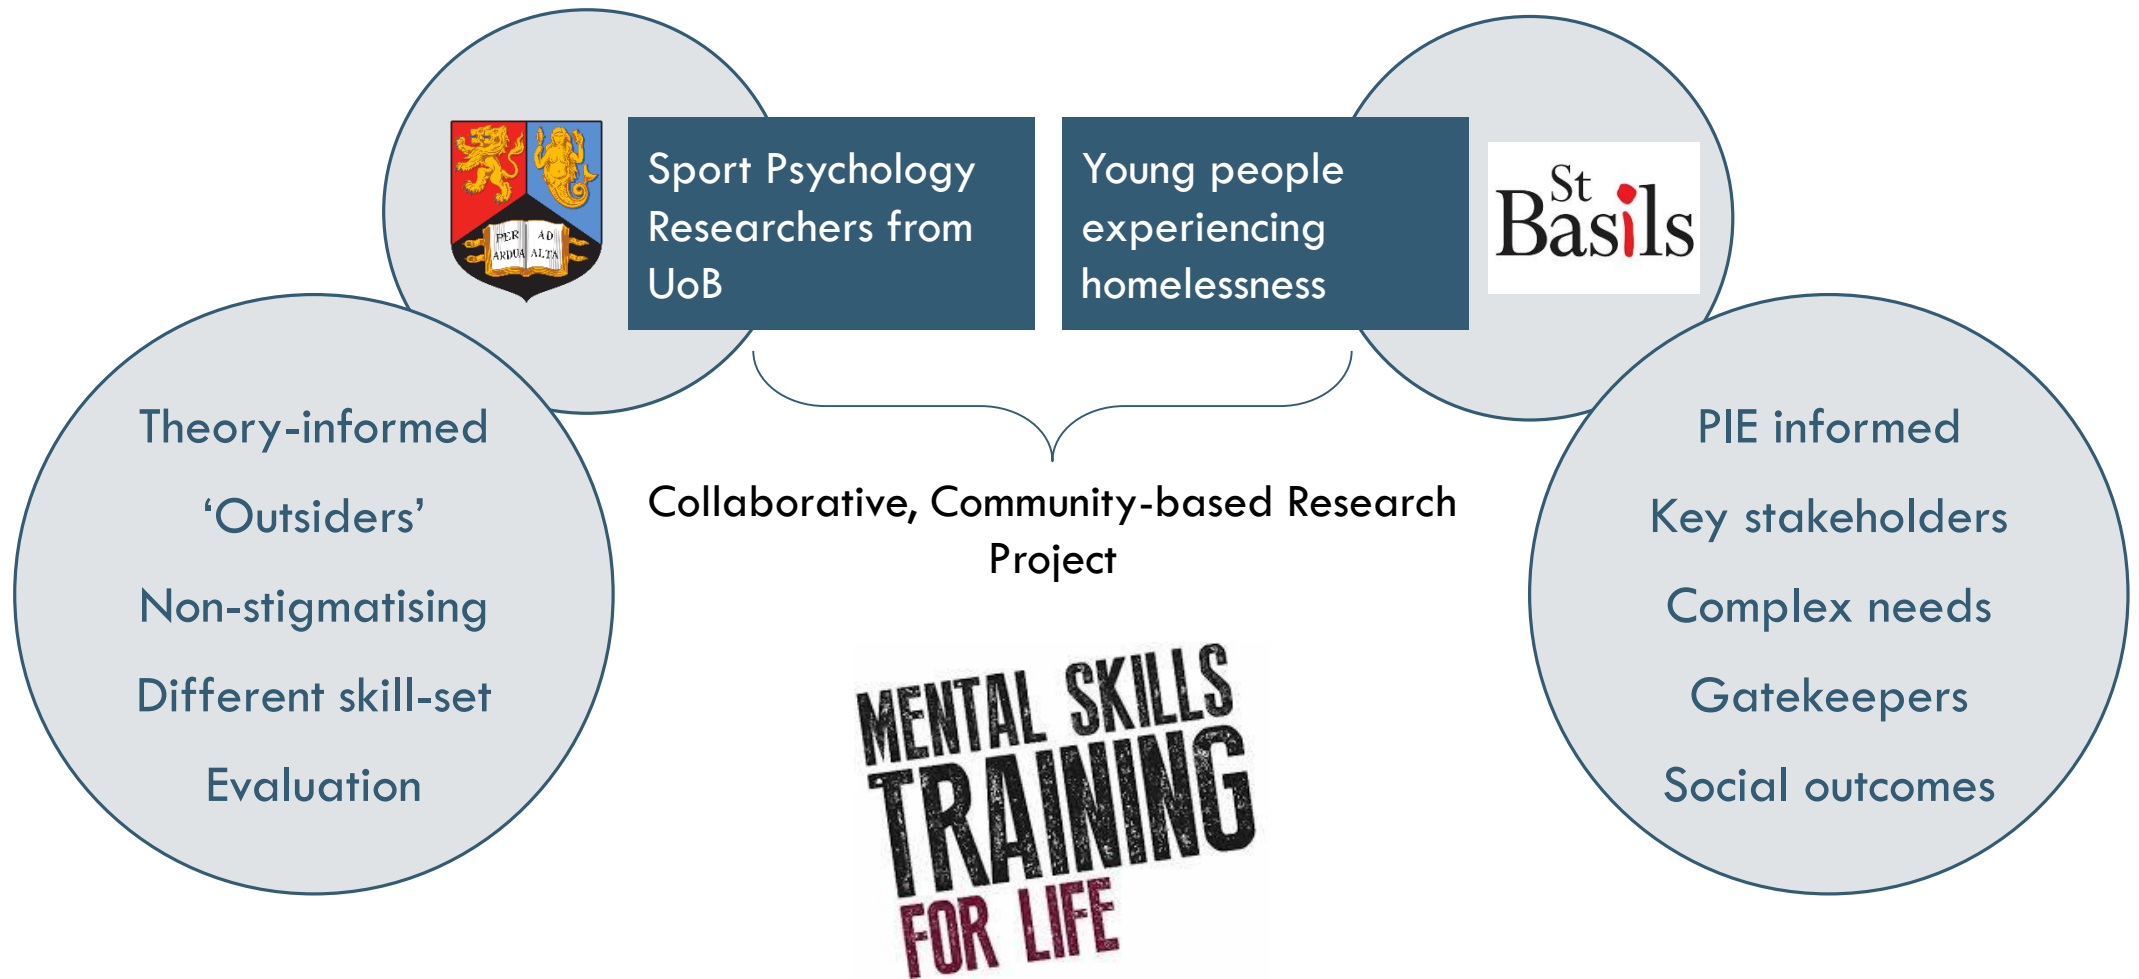 PER AD
ARDUA ALTA
Sport Psychology
Researchers from
UoB
Young people
experiencing
homelessness
St
Basils
Theory-informed
‘Outsiders’
Non-stigmatising
Different skill-set
Evaluation
Collaborative, Community-based Research
Project
MENTAL SKILLS
TRAINING
FOR LIFE
PIE informed
Key stakeholders
Complex needs
Gatekeepers
Social outcomes